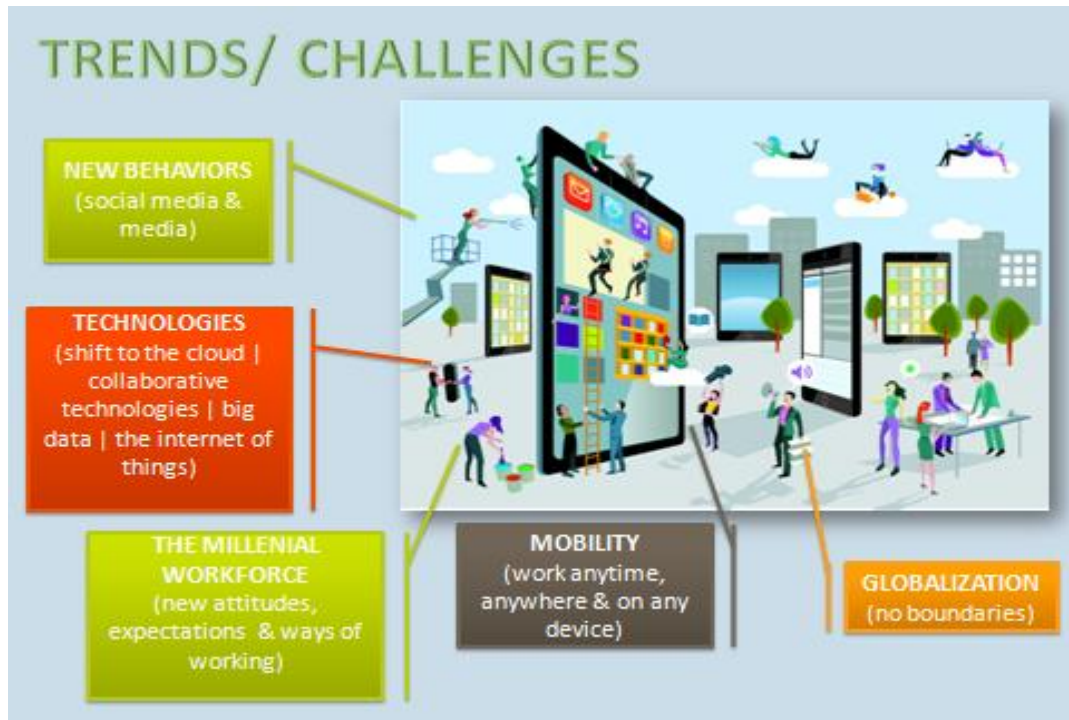 TRENDS/ CHALLENGES
NEW BEHAVIORS
(social media &
media)
TECHNOLOGIES
(shift to the cloud |
collaborative
technologies | big
data | the internet of
things)
THE MILLENIAL
WORKFORCE
(new attitudes,
expectations & ways of
working)
MOBILITY
(work anytime,
anywhere & on any
device)
GLOBALIZATION
(no boundaries)